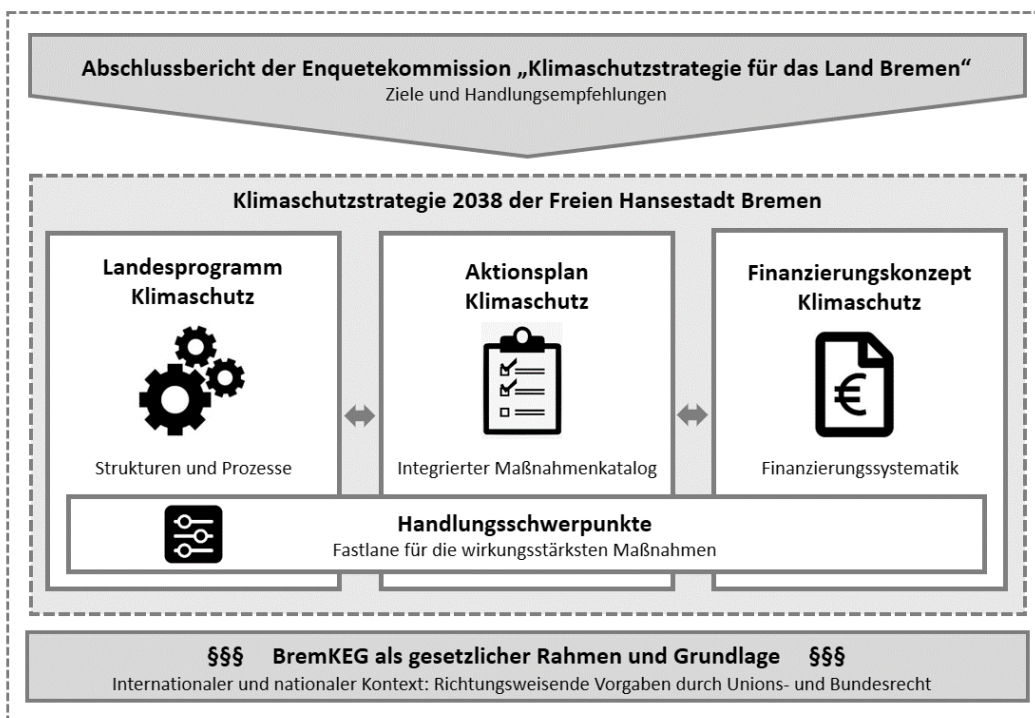 Abschlussbericht der Enquetekommission „Klimaschutzstrategie für das Land Bremen“
Ziele und Handlungsempfehlungen
Klimaschutzstrategie 2038 der Freien Hansestadt Bremen
Landesprogramm
Klimaschutz
Strukturen und Prozesse
Aktionsplan
Klimaschutz
Integrierter Maßnahmenkatalog
Finanzierungskonzept
Klimaschutz
€
Finanzierungssystematik
Handlungsschwerpunkte
Fastlane für die wirkungsstärksten Maßnahmen
§§§ BremKEG als gesetzlicher Rahmen und Grundlage §§§
Internationaler und nationaler Kontext: Richtungsweisende Vorgaben durch Unions- und Bundesrecht